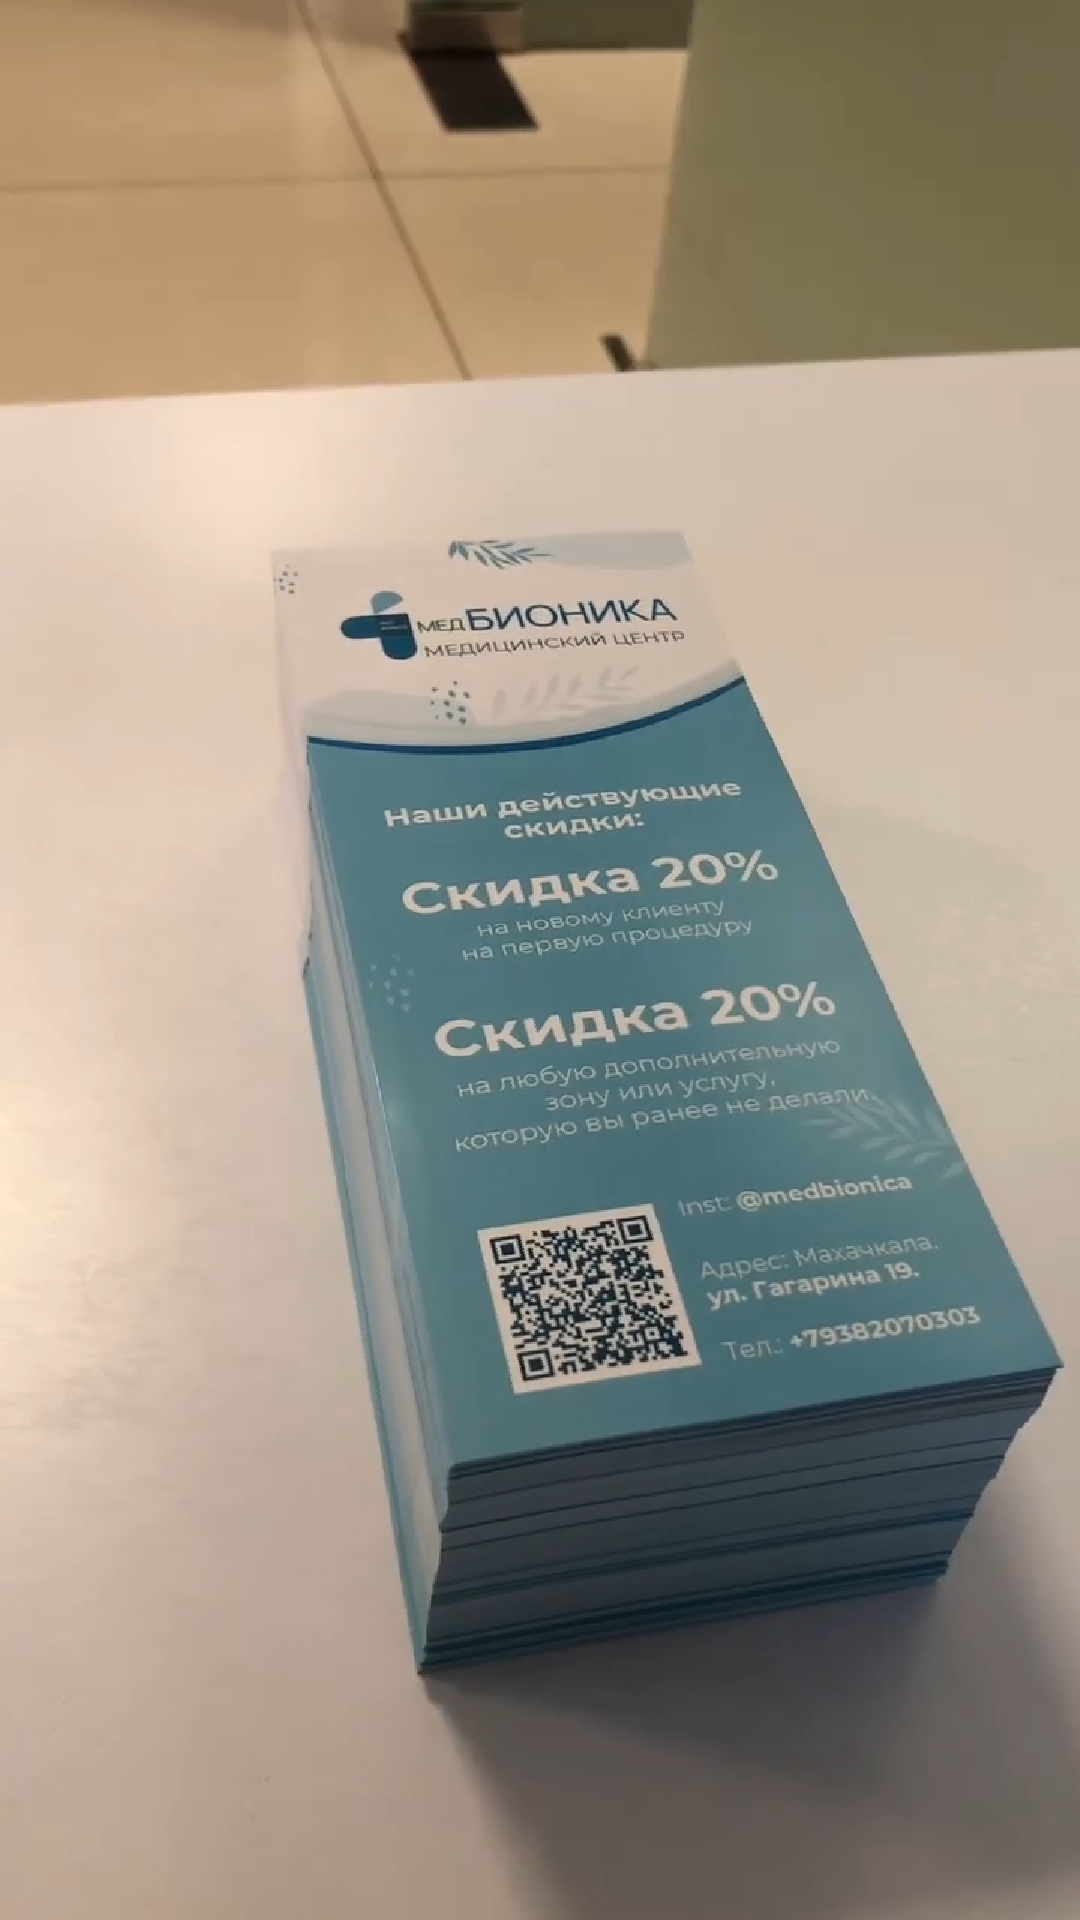 МЕДБИОНИКА
МЕДИЦИНСКИЙ ЦЕНТР
Наши действующие
скидки:
Скидка 20%
на новому клиенту
на первую процедуру
Скидка 20%
на любую дополнительную
зону или услугу,
которую вы ранее не делали.
Inst: @medbionica
Адрес: Махачкала,
ул. Гагарина 19.
Тел.: +79382070303